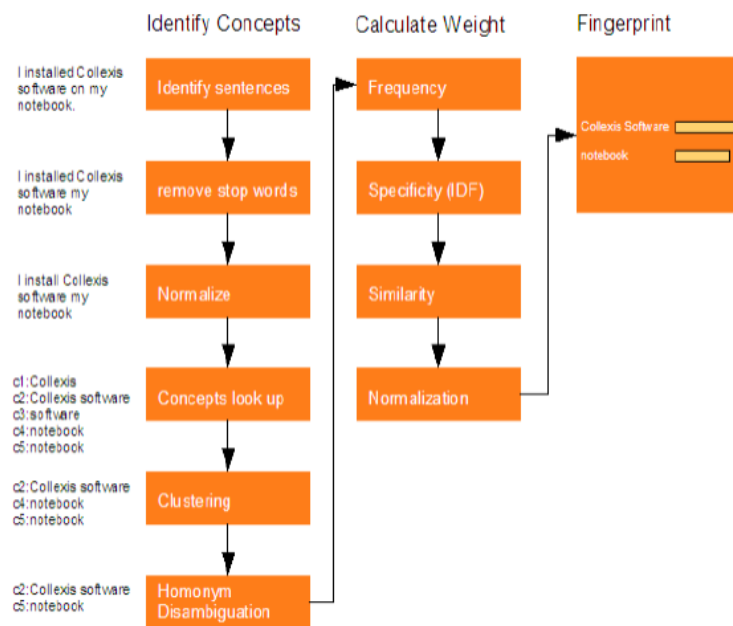 Identify Concepts
Calculate Weight
Fingerprint
I installed Collexis
software on my
notebook.
Identify sentences
Frequency
Collexis Software
notebook
I installed Collexis
software my
notebook
remove stop words
Specificity (IDF)
I install Collexis
software my
notebook
Normalize
Similarity
c1:Collexis
c2:Collexis software
c3:software
c4:notebook
c5:notebook
Concepts look up
Normalization
c2:Collexis software
c4:notebook
c5:notebook
Clustering
c2:Collexis software
c5:notebook
Homonym
Disambiguation